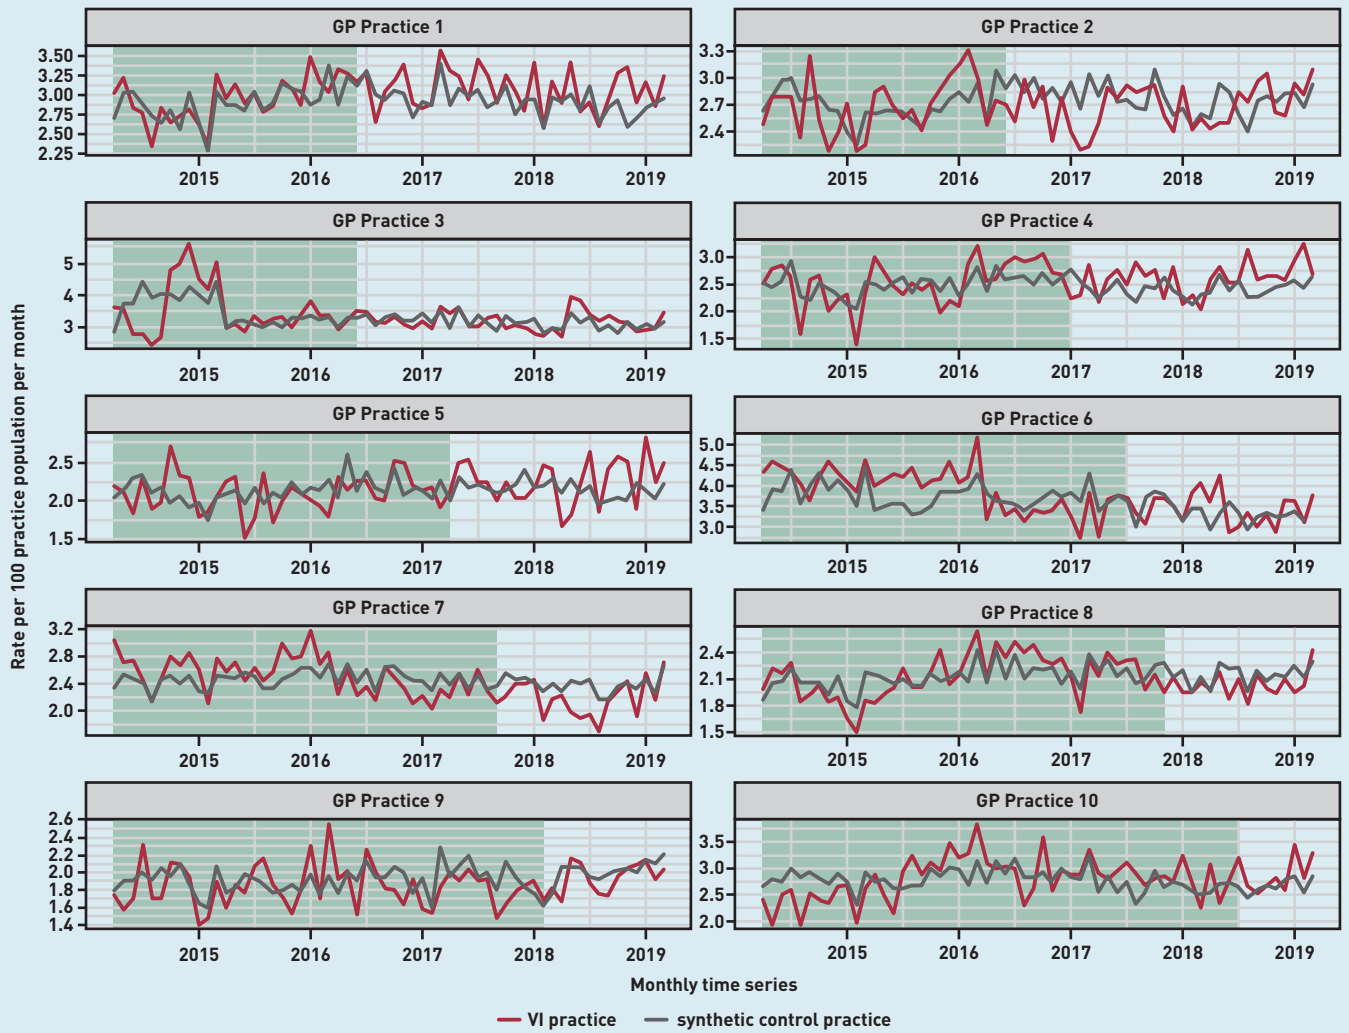 GP Practice 1
3.50
3.25
3.00
2.75
2.50
2.25
2015 2016 2017 2018 2019
GP Practice 2
3.3
3.0
2.7
2.4
2015 2016 2017 2018 2019
GP Practice 3
5
4
3
2015 2016 2017 2018 2019
GP Practice 4
3.0
2.5
2.0
1.5
2015 2016 2017 2018 2019
GP Practice 5
2.5
2.0
1.5
2015 2016 2017 2018 2019
GP Practice 6
5.0
4.5
4.0
3.5
3.0
2015 2016 2017 2018 2019
GP Practice 7
3.2
2.8
2.4
2.0
2015 2016 2017 2018 2019
GP Practice 8
2.4
2.1
1.8
1.5
2015 2016 2017 2018 2019
GP Practice 9
2.6
2.4
2.2
2.0
1.8
1.6
1.4
2015 2016 2017 2018 2019
GP Practice 10
3.5
3.0
2.5
2.0
2015 2016 2017 2018 2019
Rate per 100 practice population per month
Monthly time series
VI practice synthetic control practice